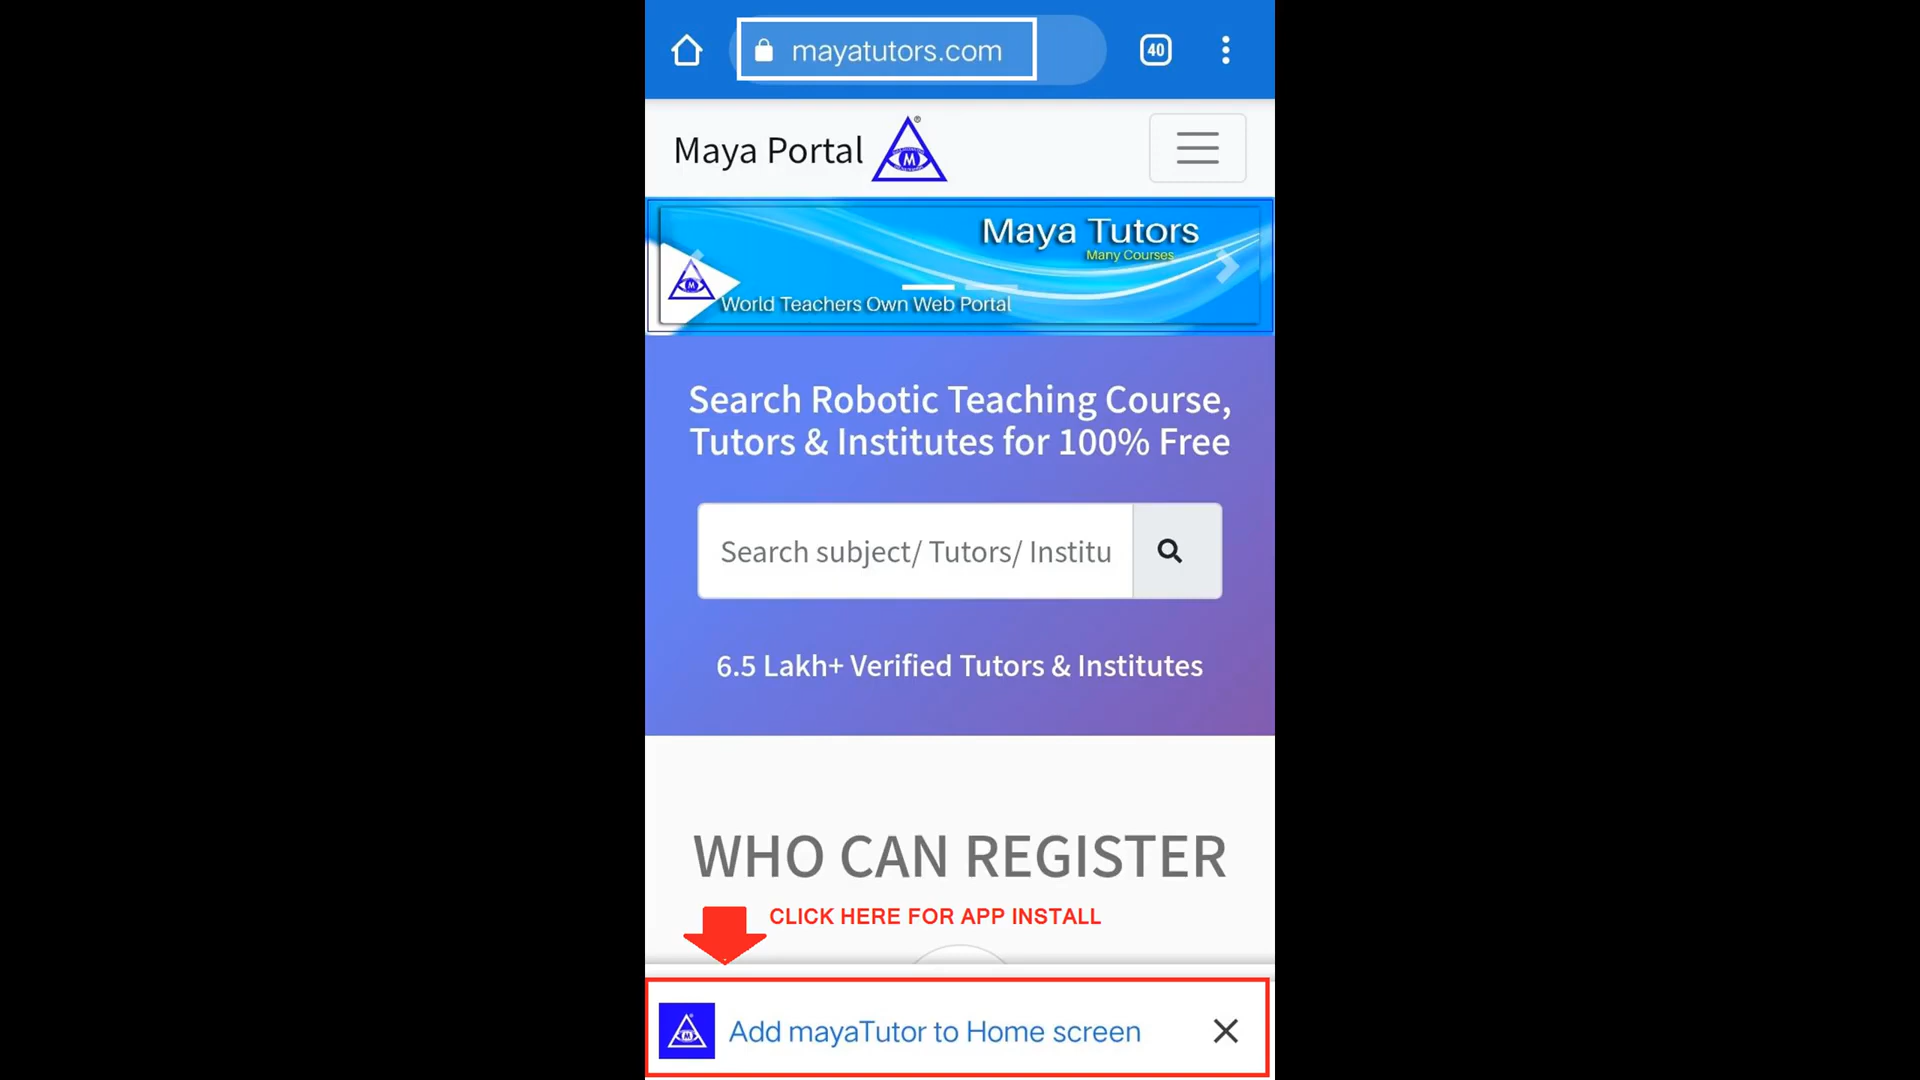 mayatutors.com
40
Maya Portal
®
M
Maya Tutors
Many Courses
M
World Teachers Own Web Portal
Search Robotic Teaching Course,
Tutors & Institutes for 100% Free
Search subject/ Tutors/ Institu
6.5 Lakh+ Verified Tutors & Institutes
WHO CAN REGISTER
CLICK HERE FOR APP INSTALL
M
Add mayaTutor to Home screen